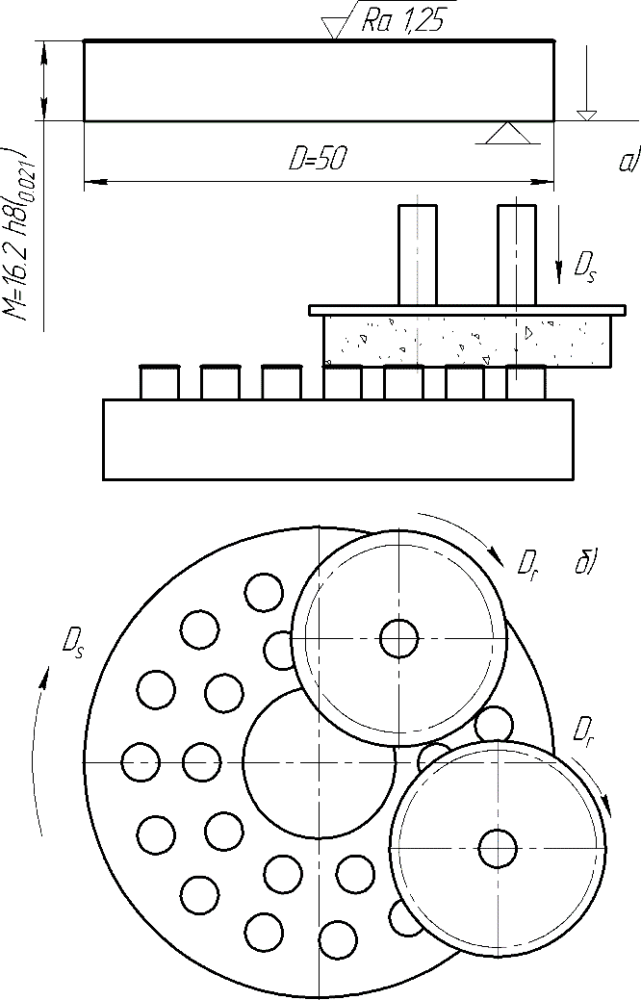 Ra 1,25
M=16.2 h8(0.021)
D=50
а)
Ds
Dr
б)
Ds
Dr